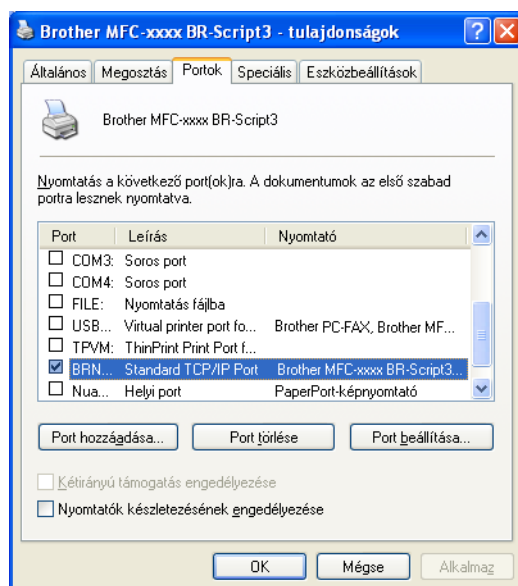 Brother MFC-xxxx BR-Script3 - tulajdonságok
Általános Megosztás Portok Speciális Eszközbeállítások
Brother MFC-xxxx BR-Script3
Nyomtatás a következő port(ok)ra. A dokumentumok az első szabad
portra lesznek nyomtatva.
Port Leírás Nyomtató
COM3: Soros port
COM4: Soros port
FILE: Nyomtatás fájlba
USB... Virtual printer port fo... Brother PC-FAX, Brother MF...
TPVM: ThinPrint Print Port f...
BRN... Standard TCP/IP Port Brother MFC-xxxx BR-Script3...
Nua... Helyi port PaperPort-képnyomtató
Port hozzáadása... Port törlése Port beállítása...
Kétirányú támogatás engedélyezése
Nyomtatók készletezésének engedélyezése
OK Mégse Alkalmaz